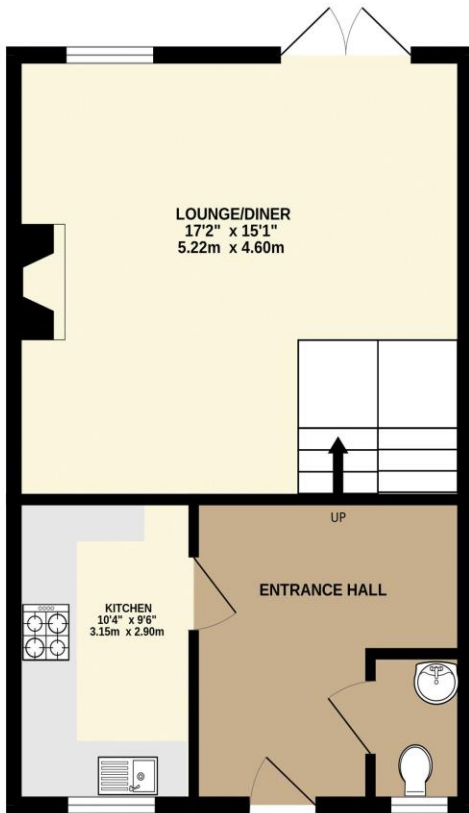 LOUNGE/DINER
17'2" x 15'1"
5.22m x 4.60m
UP
KITCHEN
10'4" x 9'6"
3.15m x 2.90m
ENTRANCE HALL